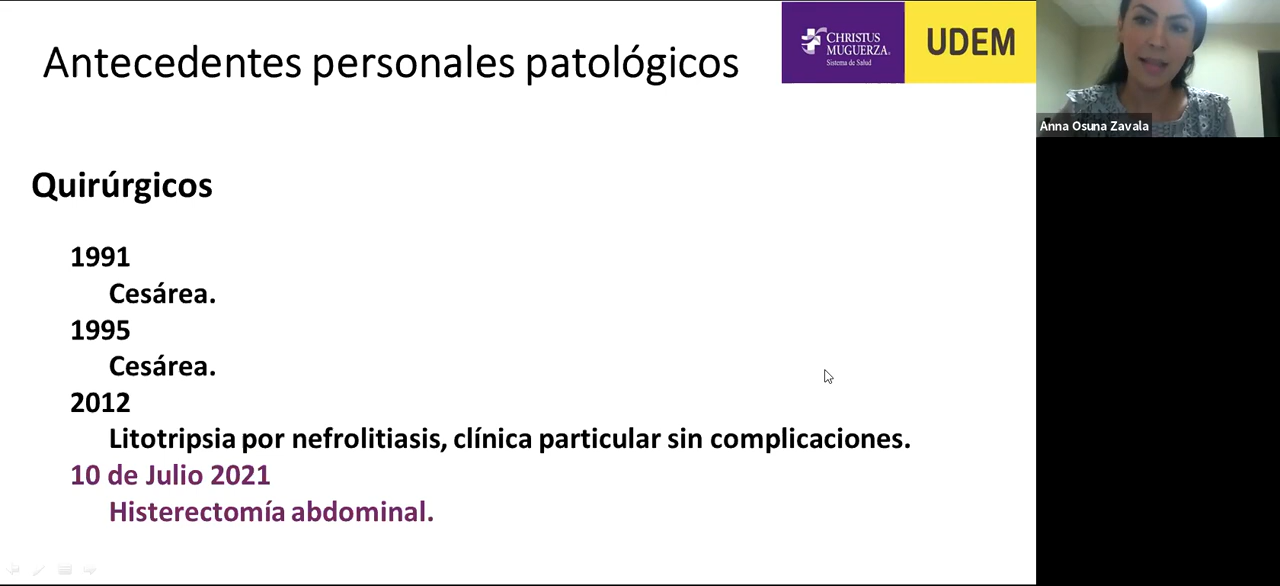 Antecedentes personales patológicos
CHRISTUS
MUGUERZA®
Sistema de Salud
UDEM
Anna Osuna Zavala
Quirúrgicos
1991
Cesárea.
1995
Cesárea.
2012
Litotripsia por nefrolitiasis, clínica particular sin complicaciones.
10 de Julio 2021
Histerectomía abdominal.